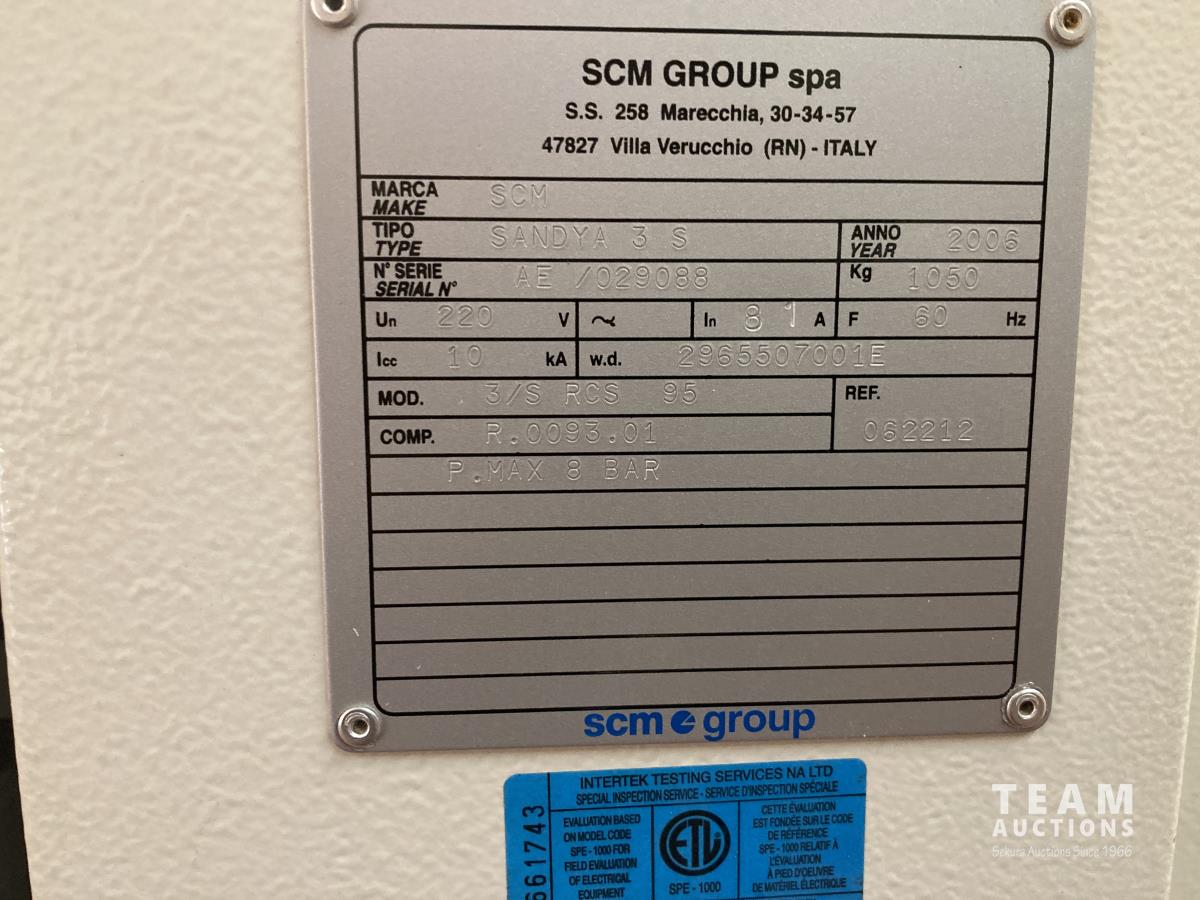 SCM GROUP spa
S.S. 258 Marecchia, 30-34-57
47827 Villa Verucchio (RN) - ITALY
MARCA
MAKE SCM
TIPO
TYPE SANDYA 3 S
ANNO
YEAR 2006
N° SERIE
SERIAL N° AE /029088
Kg 1050
Un 220 V ~ In 81 A F 60 Hz
Icc 10 kA w.d. 2965507001E
MOD. 3/S RCS 95
REF.
COMP. R.0093.01 062212
P.MAX 8 BAR
scm group
INTERTEK TESTING SERVICES NA LTD
SPECIAL INSPECTION SERVICE - SERVICE D'INSPECTION SPÉCIALE
661743
EVALUATION BASED
ON MODEL CODE
SPE - 1000 FOR
FIELD EVALUATION
OF ELECTRICAL
EQUIPMENT
ETL
SPE - 1000
CETTE ÉVALUATION
EST FONDÉE SUR LE CODE
DE RÉFÉRENCE
SPE - 1000 RELATIF À
L'ÉVALUATION
À PIED D'OEUVRE
DE MATÉRIEL ÉLECTRIQUE
TEAM
AUCTIONS
Sekura Auctions Since 1966